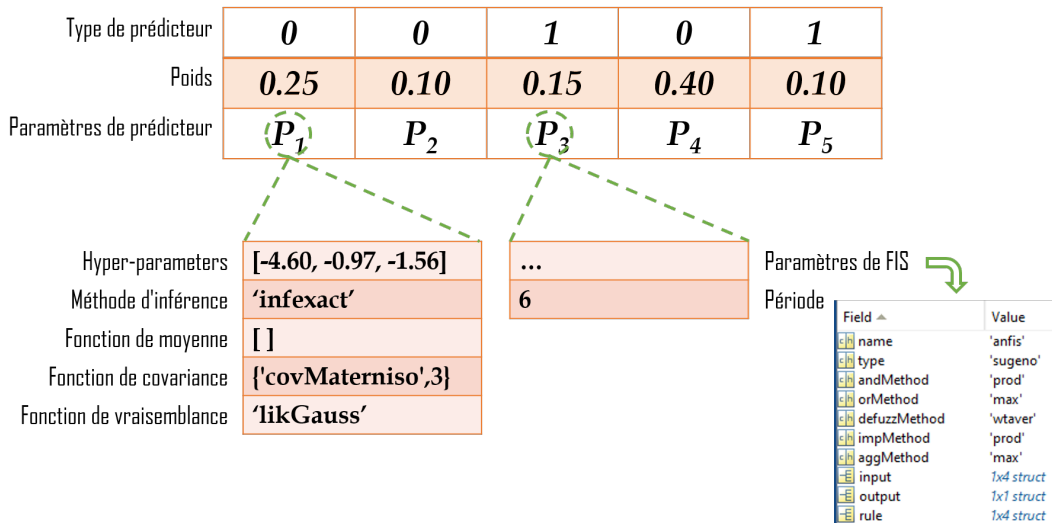 Type de prédicteur 0 0 1 0 1
Poids 0.25 0.10 0.15 0.40 0.10
Paramètres de prédicteur P1 P2 P3 P4 P5
Hyper-parameters [-4.60, -0.97, -1.56] ... Paramètres de FIS
Méthode d'inférence ‘infexact’ 6 Période
Fonction de moyenne [ ]
Fonction de covariance {'covMaterniso',3}
Fonction de vraisemblance ‘likGauss’
Field Value
name 'anfis'
type 'sugeno'
andMethod 'prod'
orMethod 'max'
defuzzMethod 'wtaver'
impMethod 'prod'
aggMethod 'max'
input 1x4 struct
output 1x1 struct
rule 1x4 struct